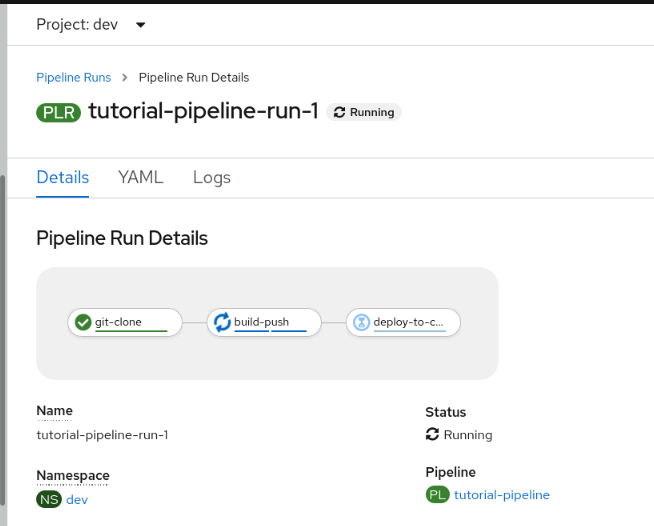 Project: dev
Pipeline Runs > Pipeline Run Details
PLR tutorial-pipeline-run-1 Running
Details YAML Logs
Pipeline Run Details
git-clone build-push deploy-to-c...
Name
tutorial-pipeline-run-1
Status
Running
Namespace
NS dev
Pipeline
PL tutorial-pipeline